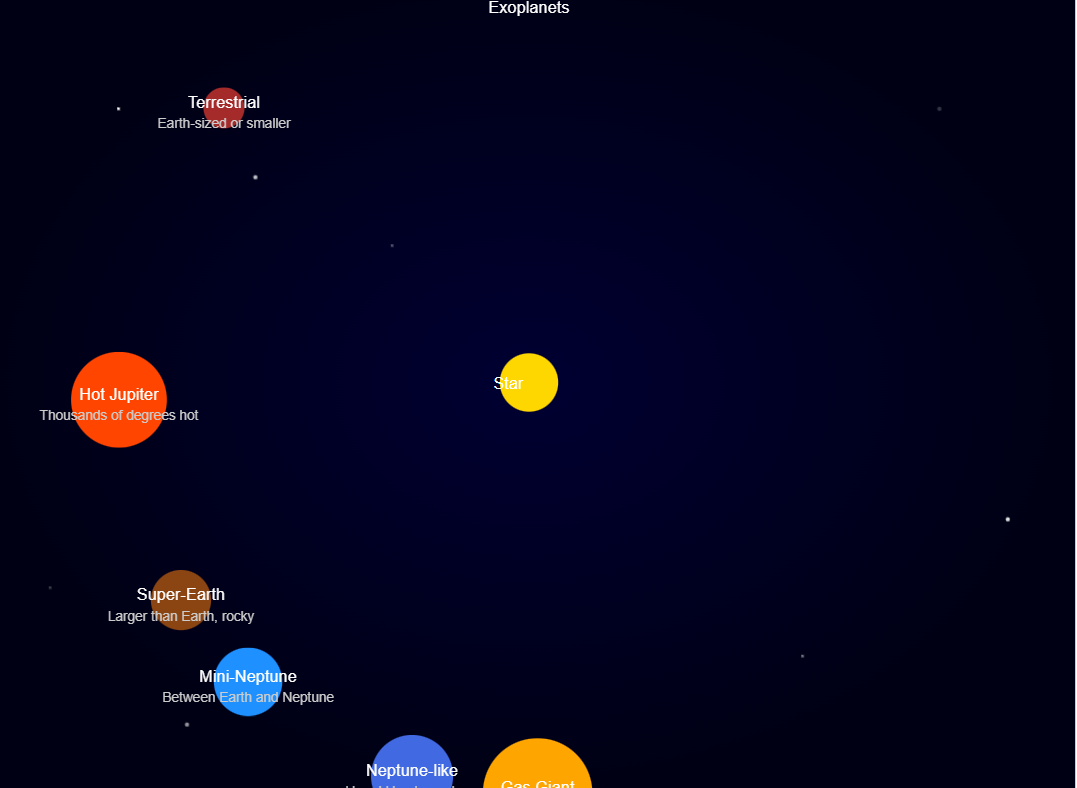 Exoplanets
Terrestrial
Earth-sized or smaller
Star
Hot Jupiter
Thousands of degrees hot
Super-Earth
Larger than Earth, rocky
Mini-Neptune
Between Earth and Neptune
Neptune-like
Gas Giant